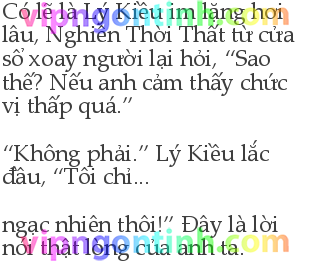 vipngontinh.com
Có lẽ vì Lý Kiều im lặng hơi
lâu, Nghiên Thời Thất từ cửa
sổ xoay người lại hỏi, “Sao
thế? Nếu anh cảm thấy chức
vị thấp quá.”
“Không phải.” Lý Kiều lắc
đầu, “Tôi chỉ...
ngạc nhiên thôi!” Đây là lời
nói thật lòng của anh ta.
vipngontinh.com